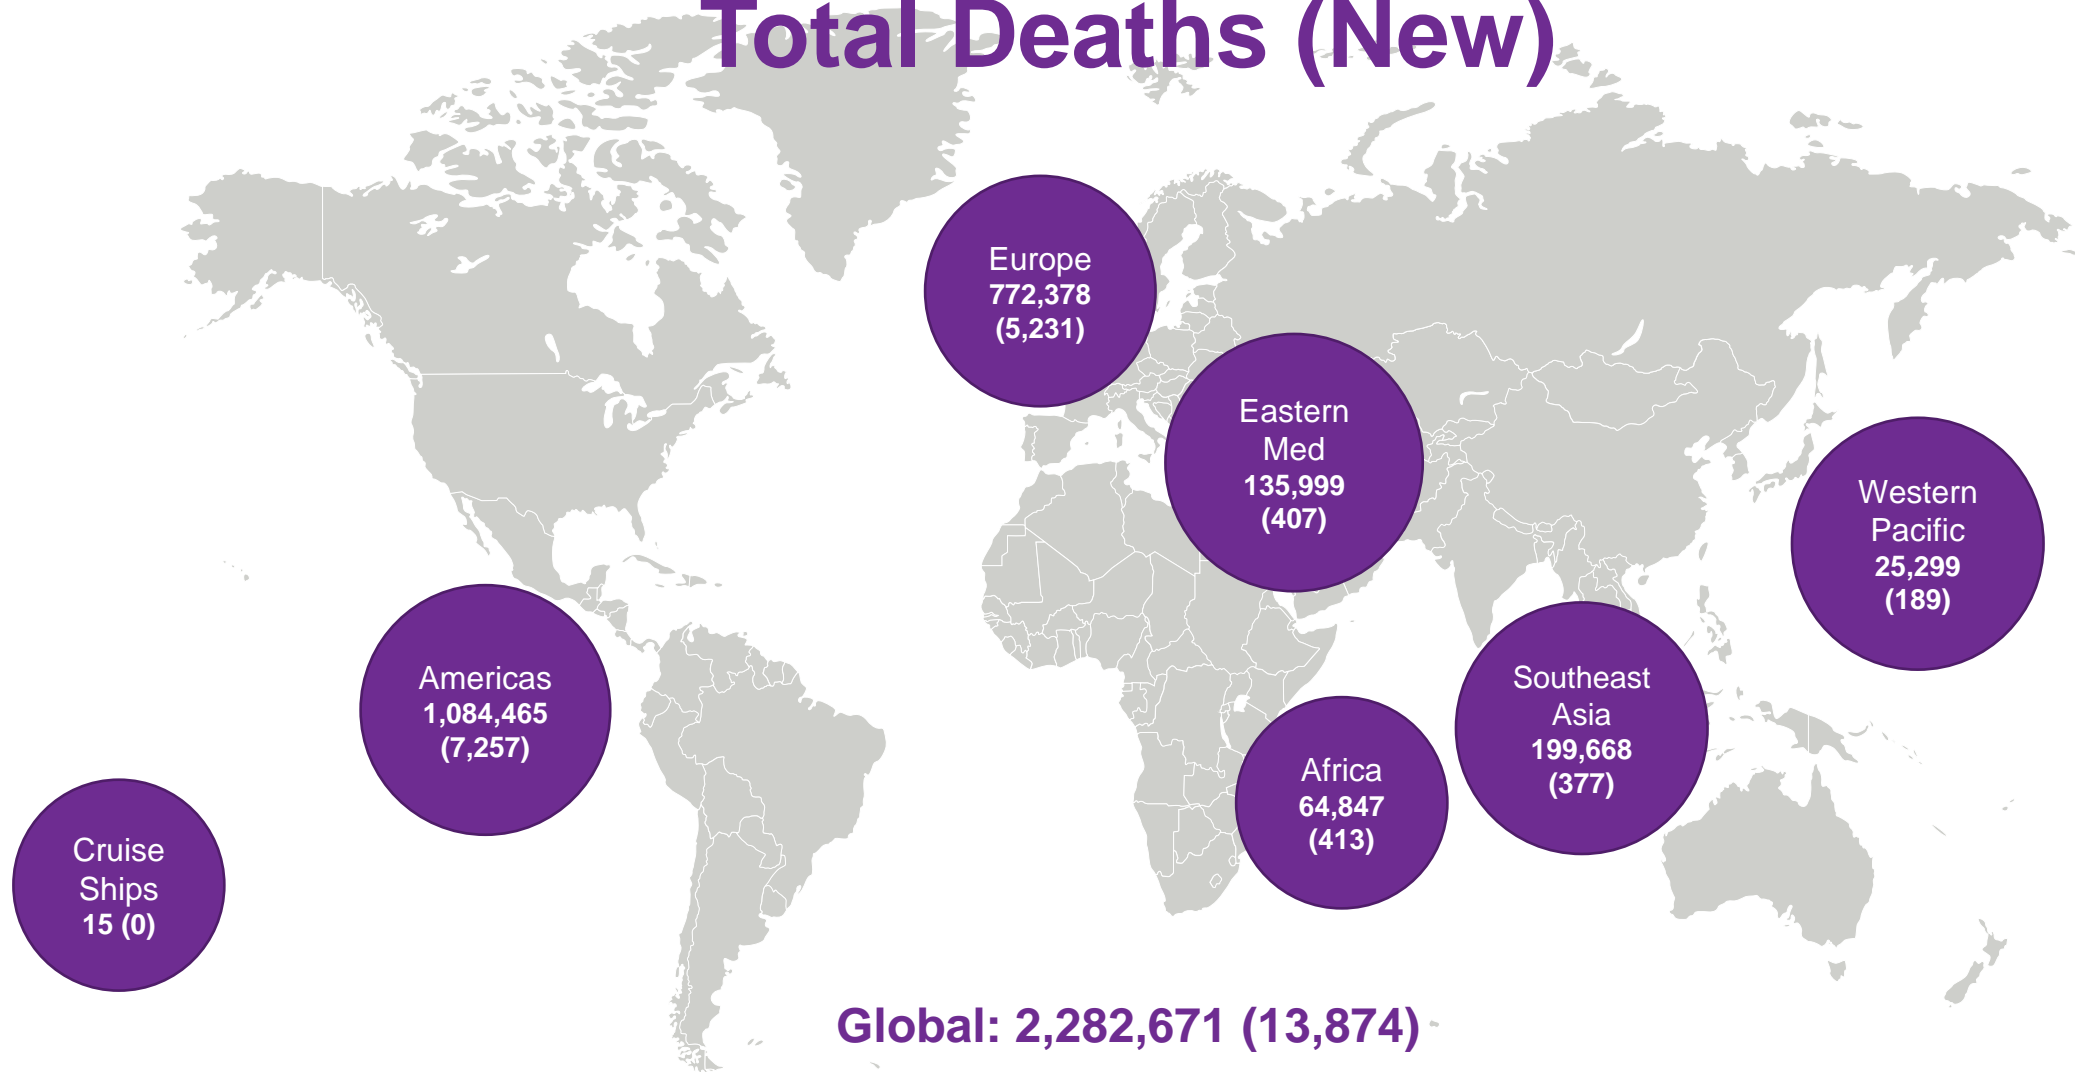 Total Deaths (New)
Europe
772,378
(5,231)
Eastern
Med
135,999
(407)
Western
Pacific
25,299
(189)
Americas
1,084,465
(7,257)
Southeast
Asia
199,668
(377)
Africa
64,847
(413)
Cruise
Ships
15 (0)
Global: 2,282,671 (13,874)